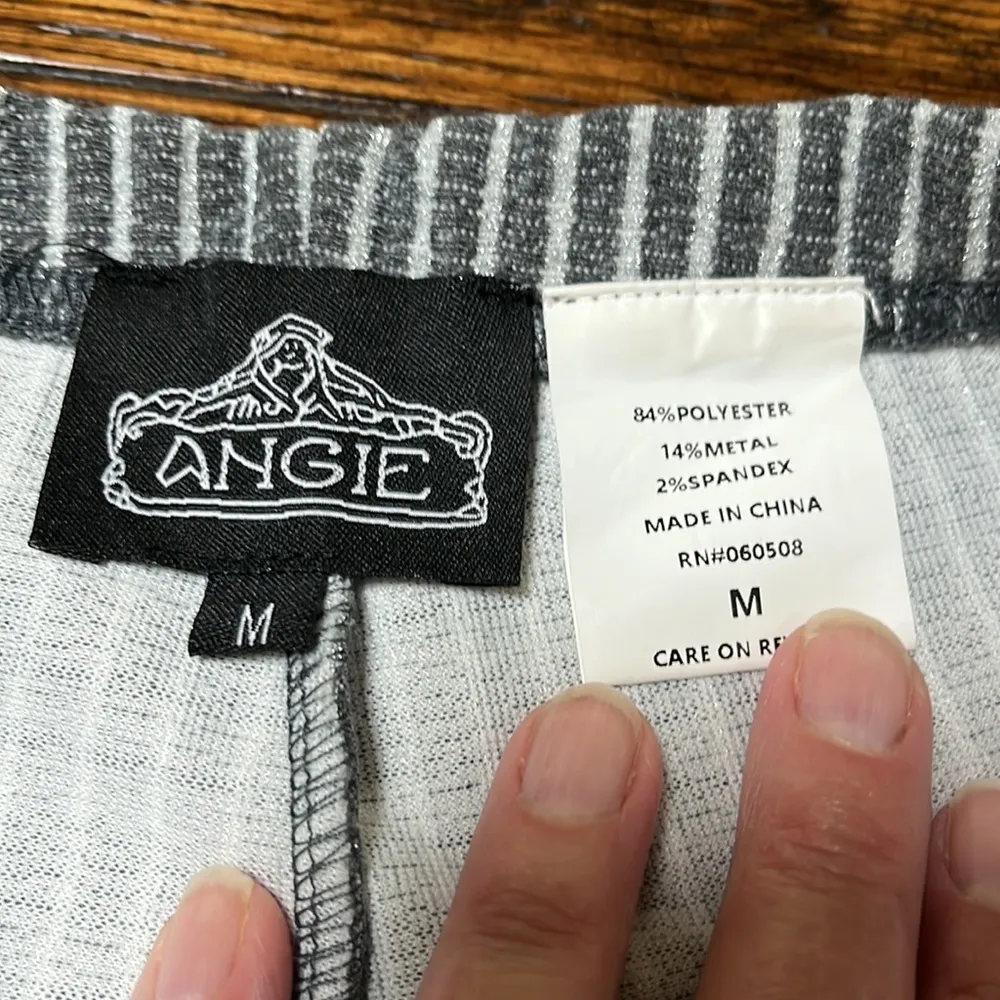 ANGIE
M
84%POLYESTER
14%METAL
2%SPANDEX
MADE IN CHINA
RN#060508
M
CARE ON